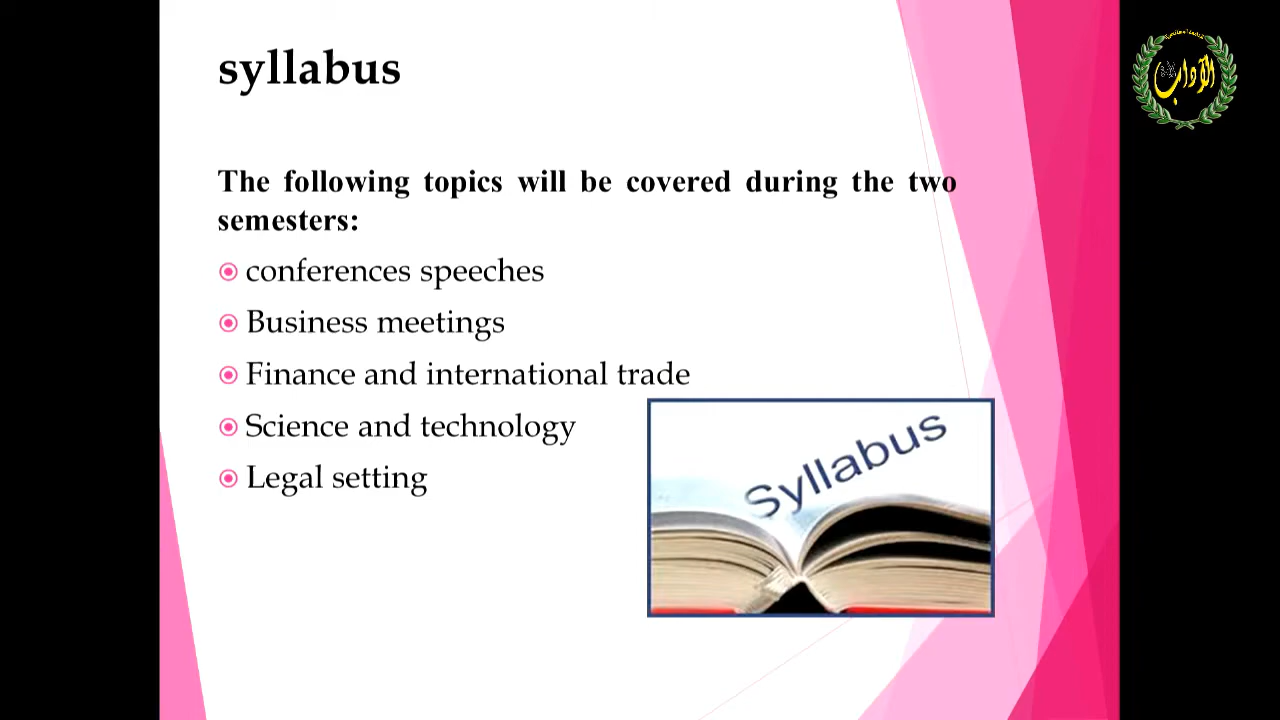 syllabus
The following topics will be covered during the two
semesters:
conferences speeches
Business meetings
Finance and international trade
Science and technology
Legal setting
Syllabus
الآداب